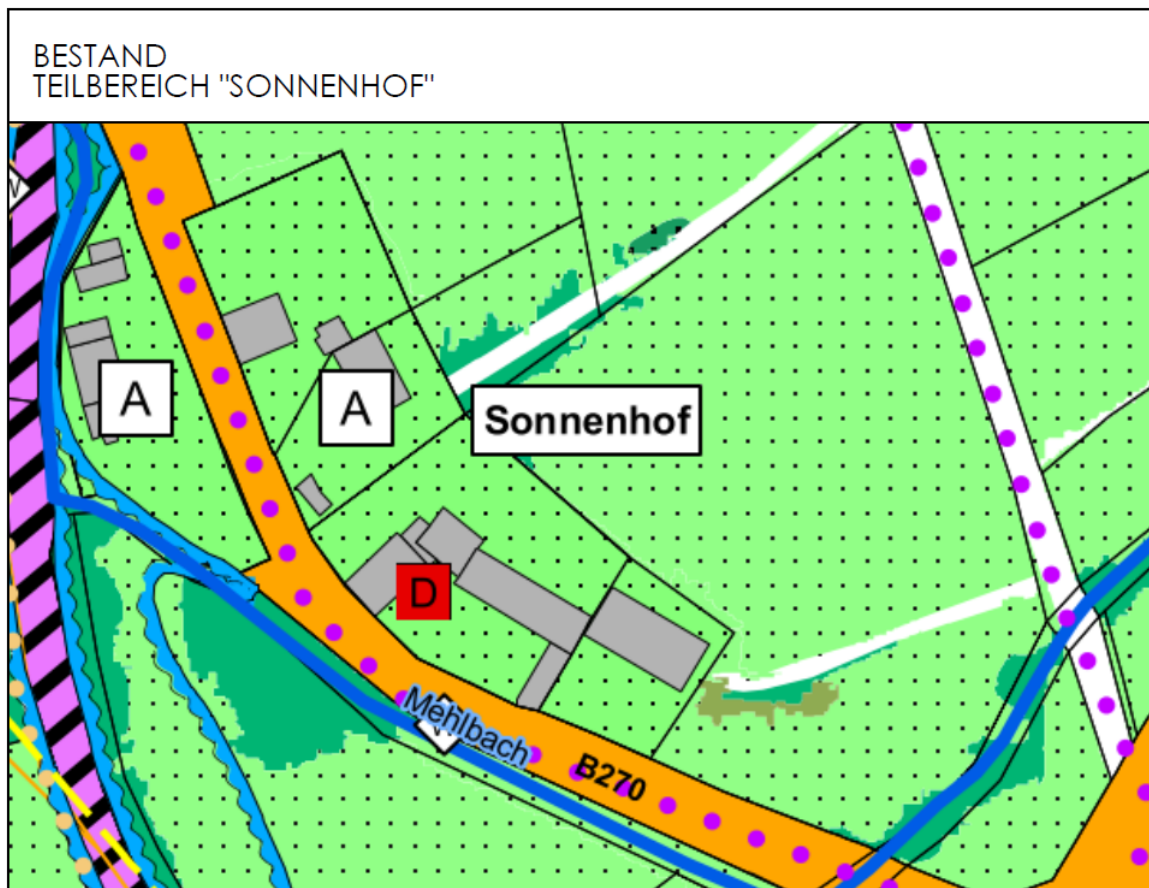 BESTAND
TEILBEREICH "SONNENHOF"
A
A
Sonnenhof
D
Mehlbach
B270